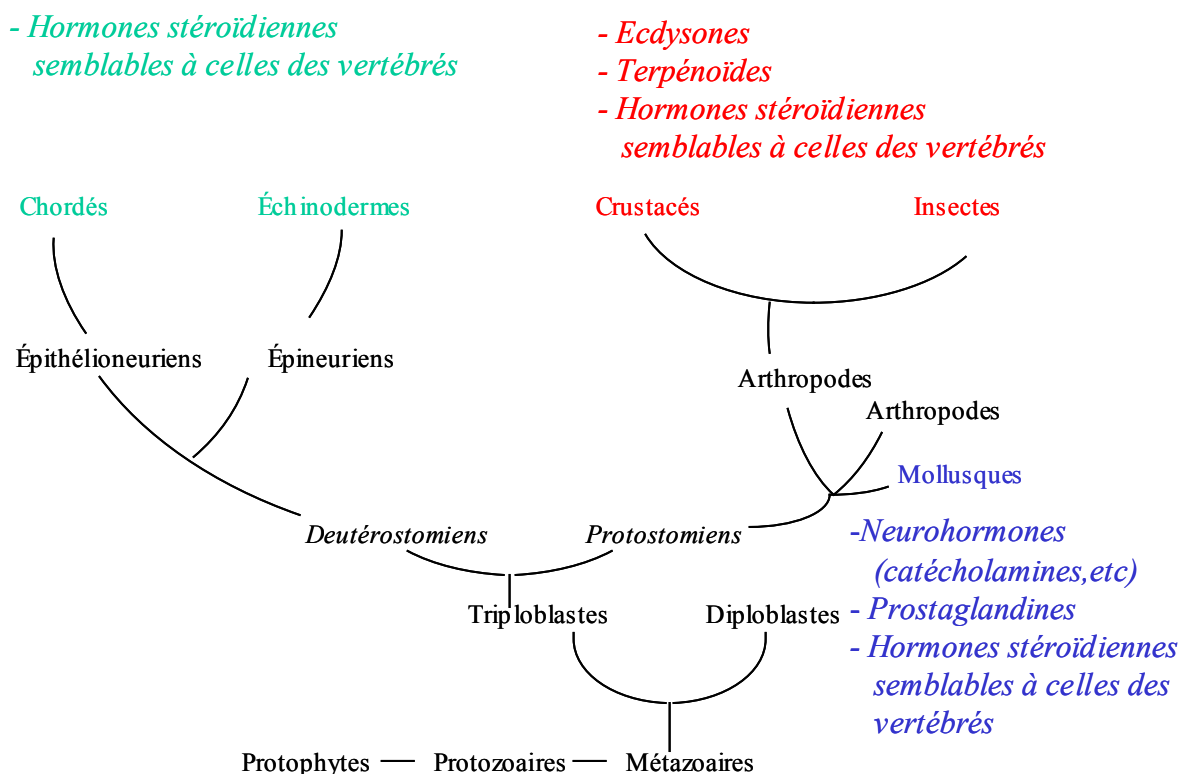 - Hormones stéroïdiennes
semblables à celles des vertébrés
- Ecdysones
- Terpénoïdes
- Hormones stéroïdiennes
semblables à celles des vertébrés
Chordés
Échinodermes
Crustacés
Insectes
Épithélioneuriens
Épineuriens
Arthropodes
Arthropodes
Mollusques
Deutérostomiens
Protostomiens
-Neurohormones
(catécholamines,etc)
- Prostaglandines
- Hormones stéroïdiennes
semblables à celles des
vertébrés
Triploblastes
Diploblastes
Protophytes
Protozoaires
Métazoaires